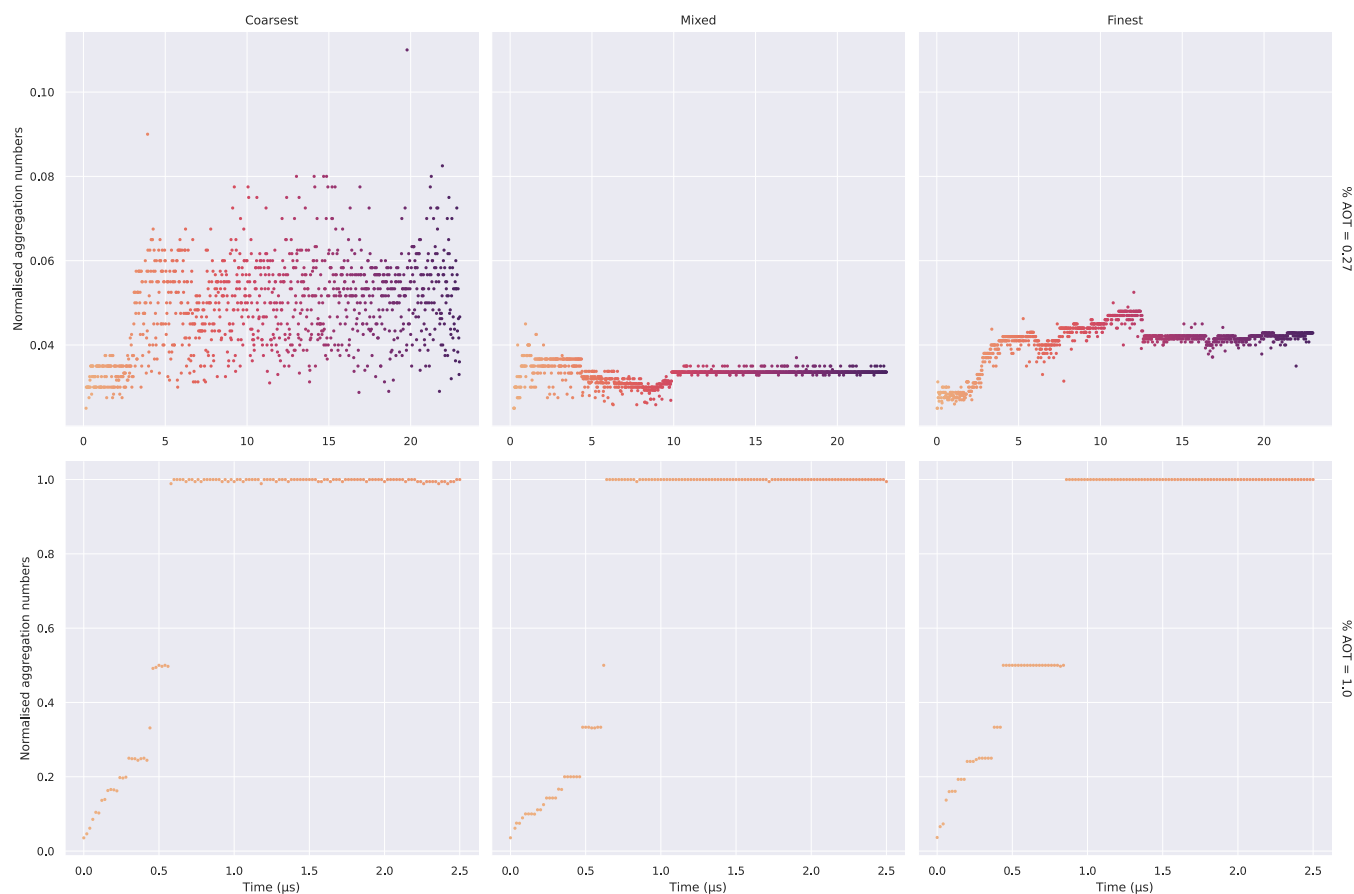 Coarsest Mixed Finest
Normalised aggregation numbers
0.10
0.08
0.06
0.04
% AOT = 0.27
0 5 10 15 20 0 5 10 15 20 0 5 10 15 20
Normalised aggregation numbers
1.0
0.8
0.6
0.4
0.2
0.0
% AOT = 1.0
0.0 0.5 1.0 1.5 2.0 2.5 0.0 0.5 1.0 1.5 2.0 2.5 0.0 0.5 1.0 1.5 2.0 2.5
Time (μs) Time (μs) Time (μs)